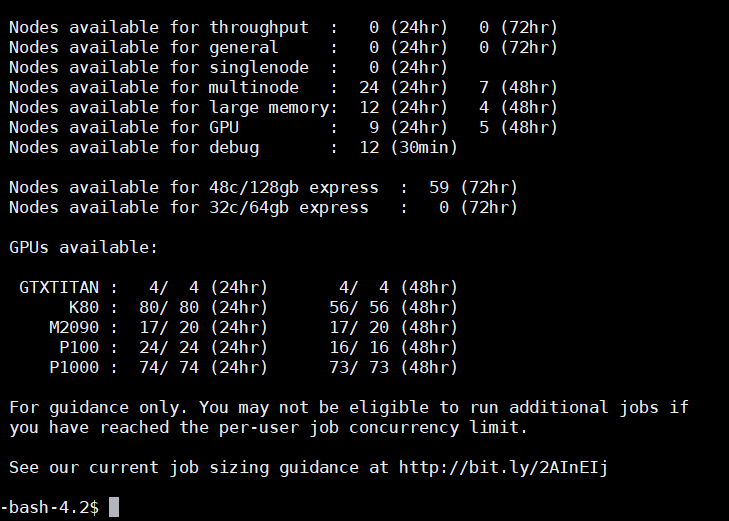 Nodes available for throughput  :   0 (24hr)   0 (72hr)
Nodes available for general     :   0 (24hr)   0 (72hr)
Nodes available for singlenode  :   0 (24hr)
Nodes available for multinode   :  24 (24hr)   7 (48hr)
Nodes available for large memory:  12 (24hr)   4 (48hr)
Nodes available for GPU         :   9 (24hr)   5 (48hr)
Nodes available for debug       :  12 (30min)
Nodes available for 48c/128gb express  :  59 (72hr)
Nodes available for 32c/64gb express   :   0 (72hr)
GPUs available:
GTXTITAN :   4/  4 (24hr)      4/  4 (48hr)
K80 :  80/ 80 (24hr)      56/ 56 (48hr)
M2090 :  17/ 20 (24hr)      17/ 20 (48hr)
P100 :  24/ 24 (24hr)      16/ 16 (48hr)
P1000 :  74/ 74 (24hr)      73/ 73 (48hr)
For guidance only. You may not be eligible to run additional jobs if
you have reached the per-user job concurrency limit.
See our current job sizing guidance at http://bit.ly/2AInEIj
-bash-4.2$